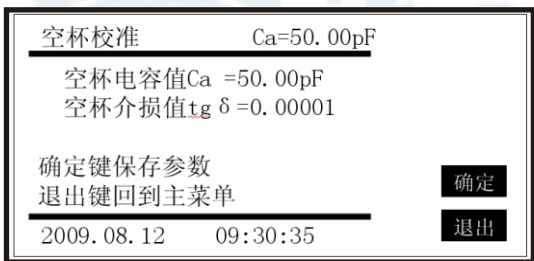 空杯校准 Ca=50.00pF
空杯电容值Ca =50.00pF
空杯介损值tgδ=0.00001
确定键保存参数
退出键回到主菜单
确定
退出
2009.08.12 09:30:35